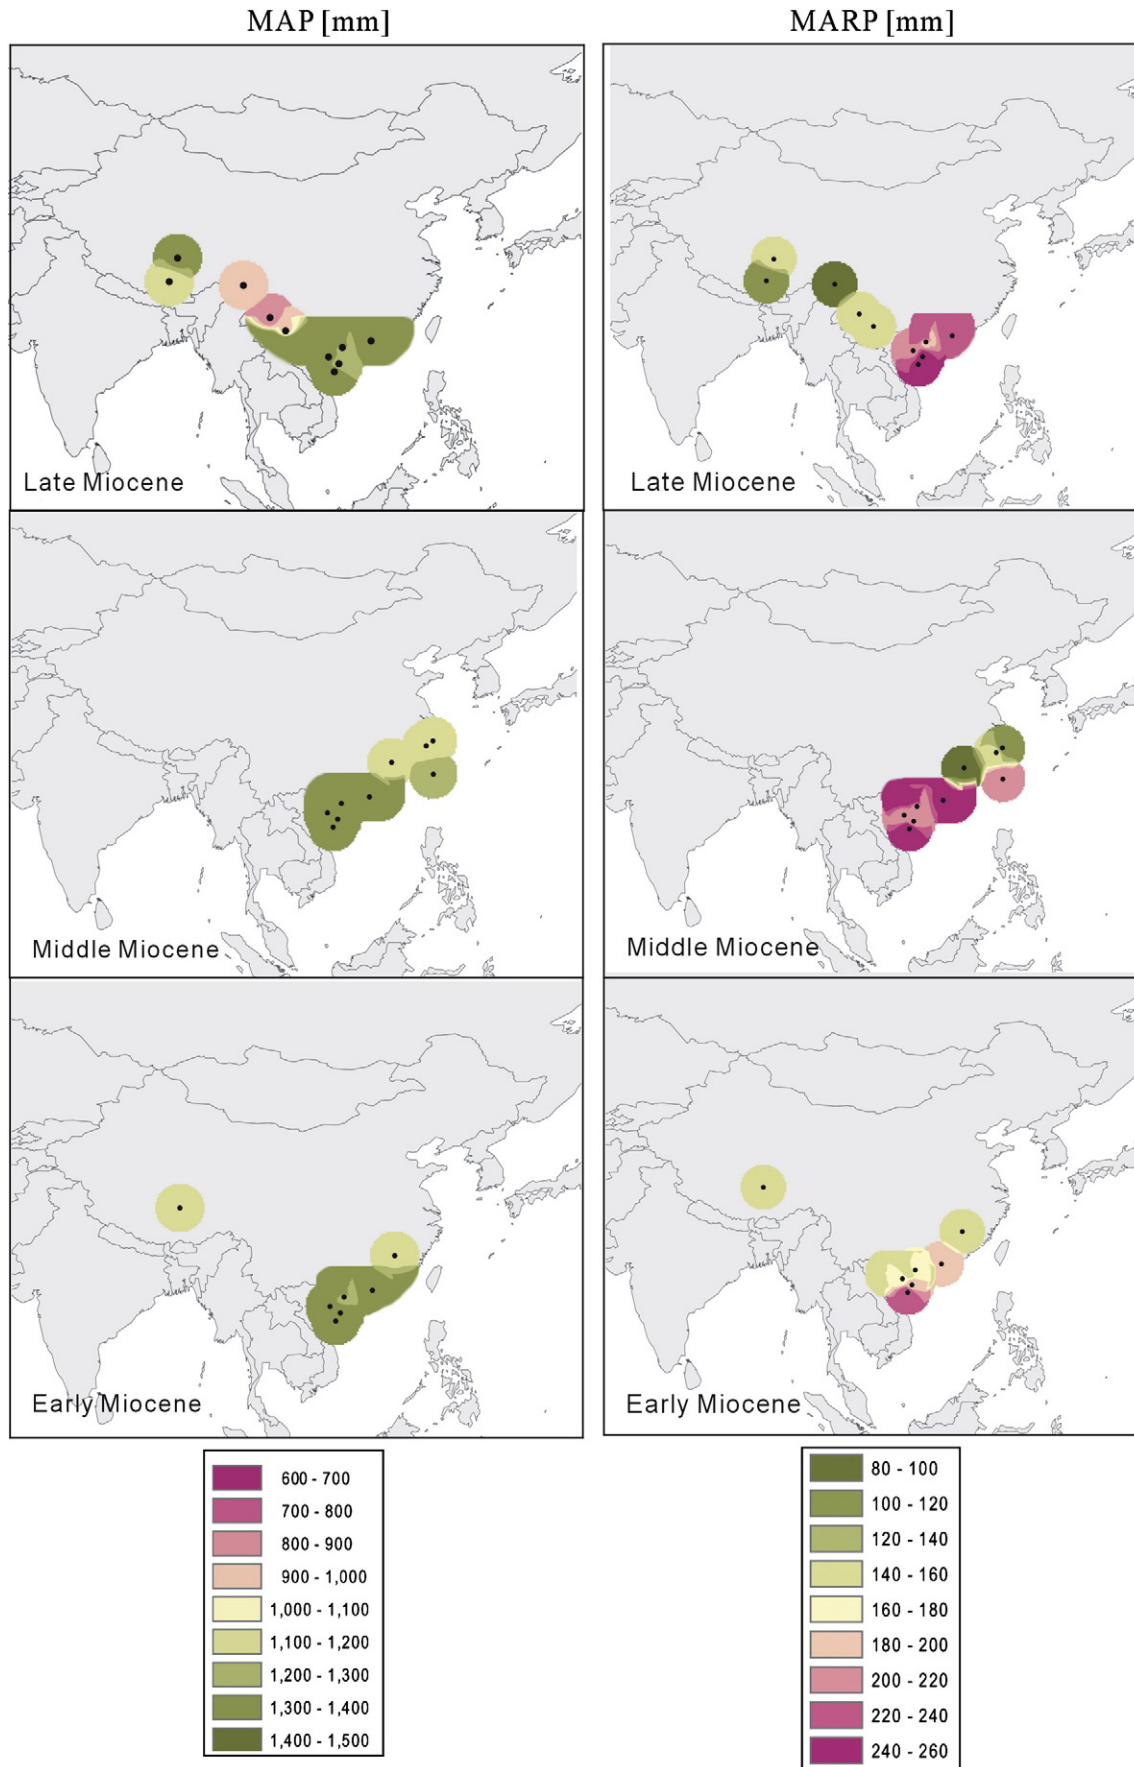 MAP [mm]
MARP [mm]
Late Miocene
Late Miocene
Middle Miocene
Middle Miocene
Early Miocene
Early Miocene
600 - 700
700 - 800
800 - 900
900 - 1,000
1,000 - 1,100
1,100 - 1,200
1,200 - 1,300
1,300 - 1,400
1,400 - 1,500
80 - 100
100 - 120
120 - 140
140 - 160
160 - 180
180 - 200
200 - 220
220 - 240
240 - 260